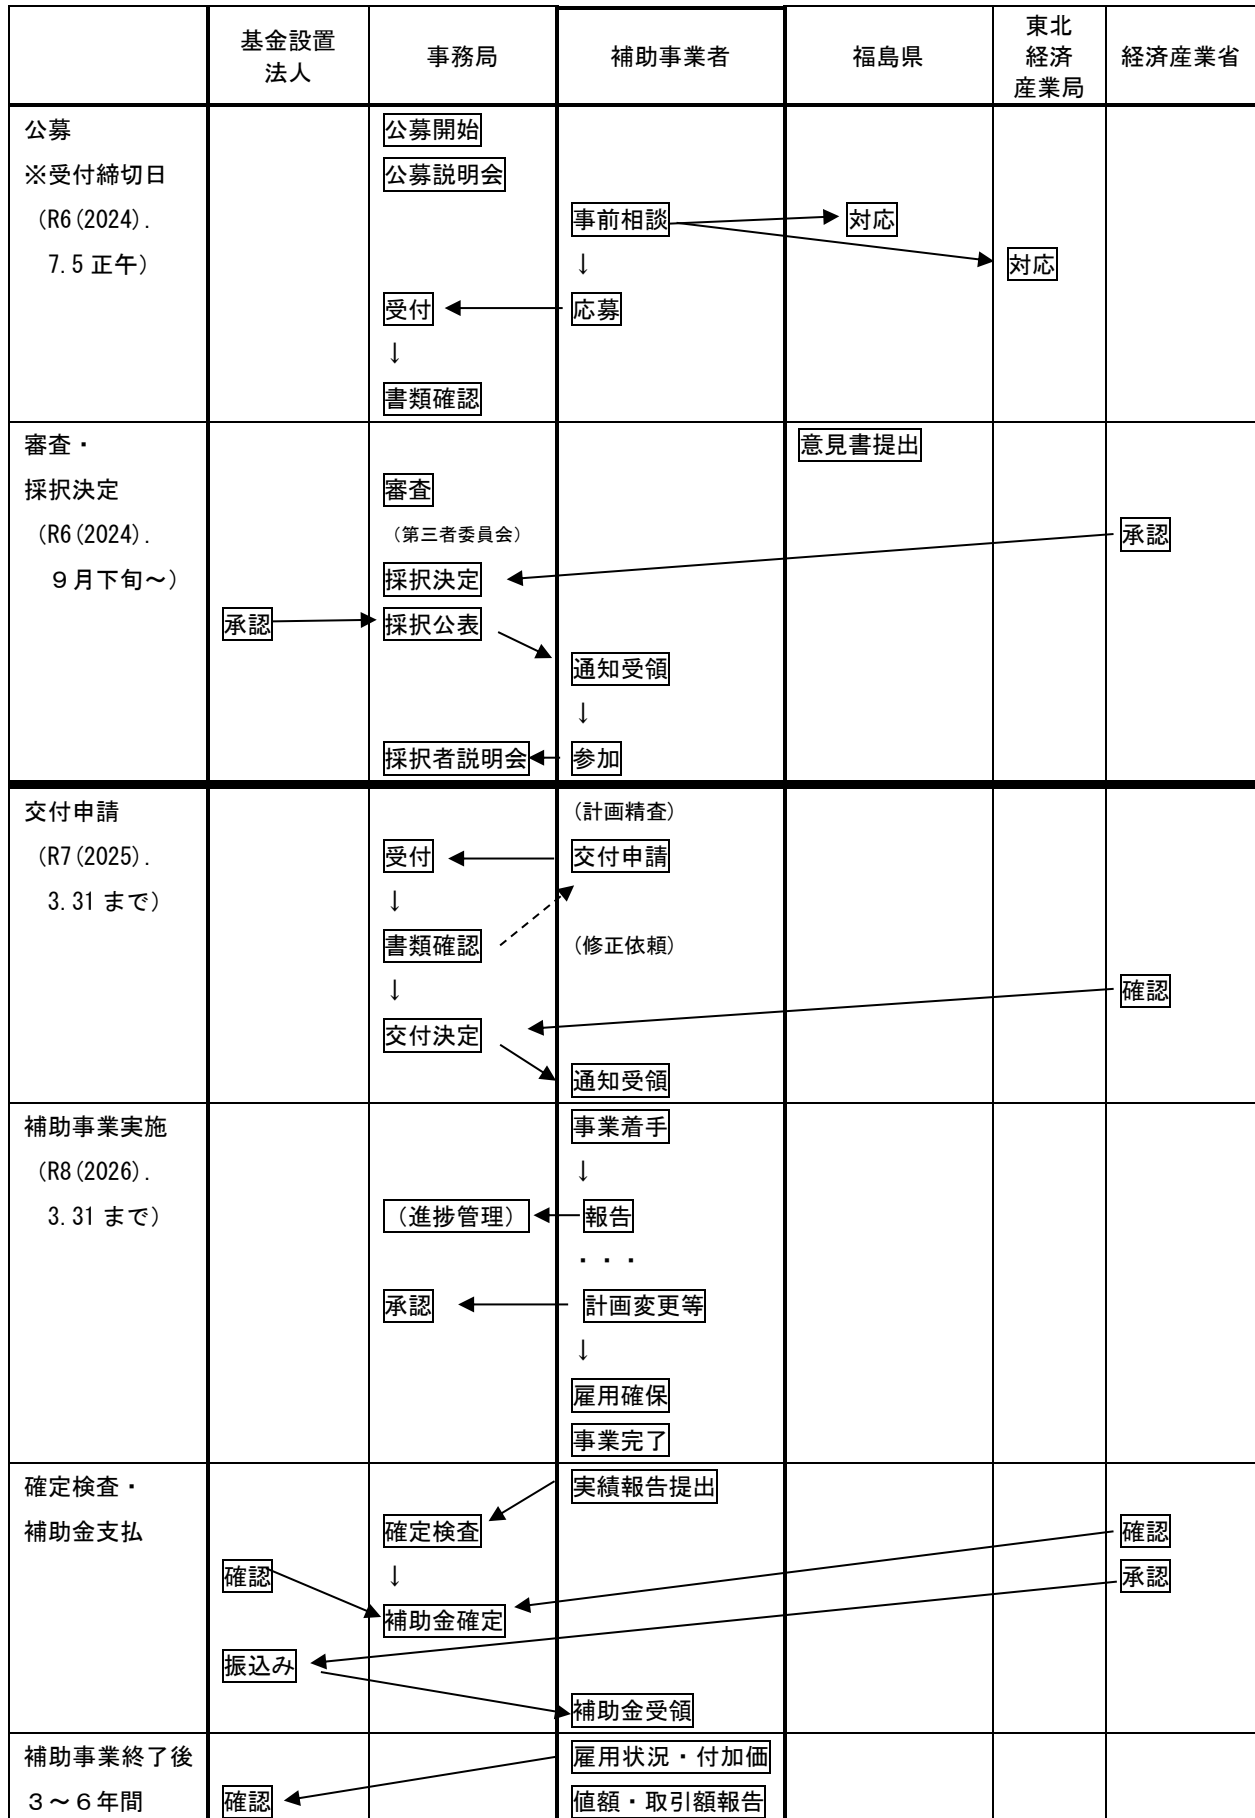 基金設置
法人
事務局
補助事業者
福島県
東北
経済
産業局
経済産業省
公募
公募開始
※受付締切日
公募説明会
(R6(2024).
事前相談
対応
7.5 正午)
↓
対応
受付
応募
↓
書類確認
審査・
意見書提出
採択決定
審査
(R6(2024).
(第三者委員会)
承認
９月下旬～)
採択決定
承認
採択公表
通知受領
↓
採択者説明会
参加
交付申請
(計画精査)
(R7(2025).
受付
交付申請
3.31 まで)
↓
書類確認
(修正依頼)
↓
確認
交付決定
通知受領
補助事業実施
事業着手
(R8(2026).
↓
3.31 まで)
（進捗管理）
報告
・・・
承認
計画変更等
↓
雇用確保
事業完了
確定検査・
実績報告提出
補助金支払
確定検査
確認
確認
↓
承認
補助金確定
振込み
補助金受領
補助事業終了後
雇用状況・付加価
３～６年間
確認
値額・取引額報告